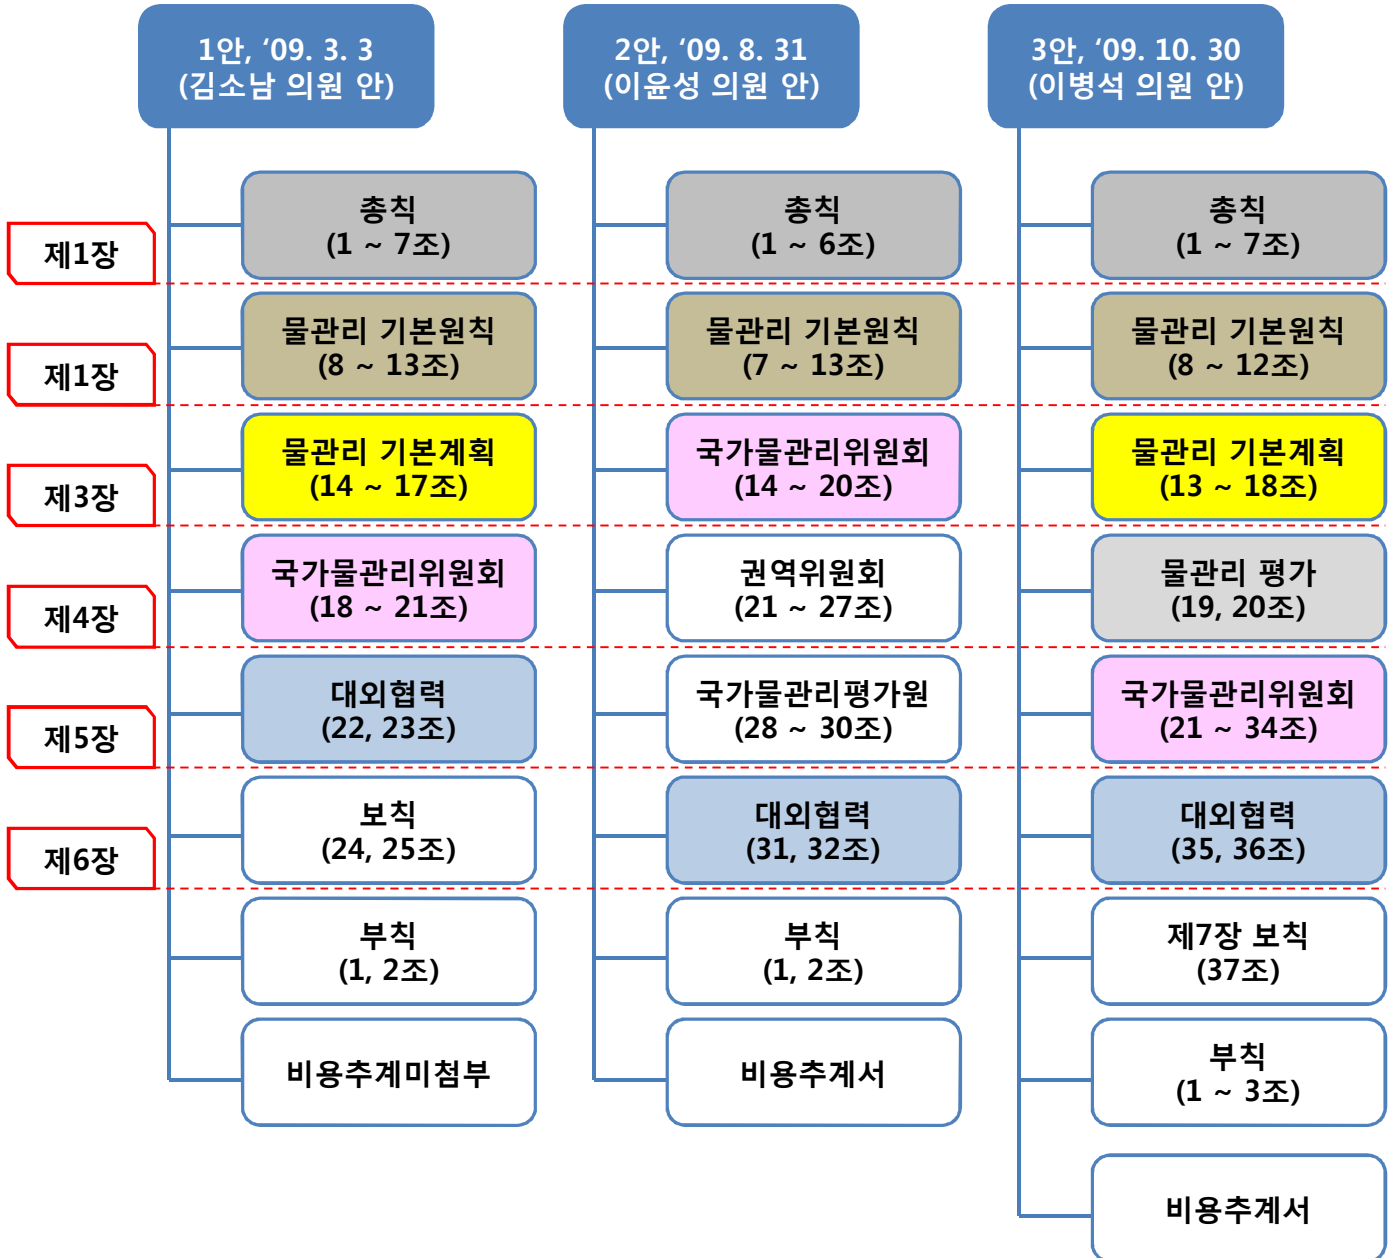 1안, ‘09. 3. 3
(김소남 의원 안)
2안, ‘09. 8. 31
(이윤성 의원 안)
3안, ‘09. 10. 30
(이병석 의원 안)
제1장
총칙
(1 ~ 7조)
총칙
(1 ~ 6조)
총칙
(1 ~ 7조)
제1장
물관리 기본원칙
(8 ~ 13조)
물관리 기본원칙
(7 ~ 13조)
물관리 기본원칙
(8 ~ 12조)
제3장
물관리 기본계획
(14 ~ 17조)
국가물관리위원회
(14 ~ 20조)
물관리 기본계획
(13 ~ 18조)
제4장
국가물관리위원회
(18 ~ 21조)
권역위원회
(21 ~ 27조)
물관리 평가
(19, 20조)
제5장
대외협력
(22, 23조)
국가물관리평가원
(28 ~ 30조)
국가물관리위원회
(21 ~ 34조)
제6장
보칙
(24, 25조)
대외협력
(31, 32조)
대외협력
(35, 36조)
부칙
(1, 2조)
부칙
(1, 2조)
제7장 보칙
(37조)
비용추계미첨부
비용추계서
부칙
(1 ~ 3조)
비용추계서